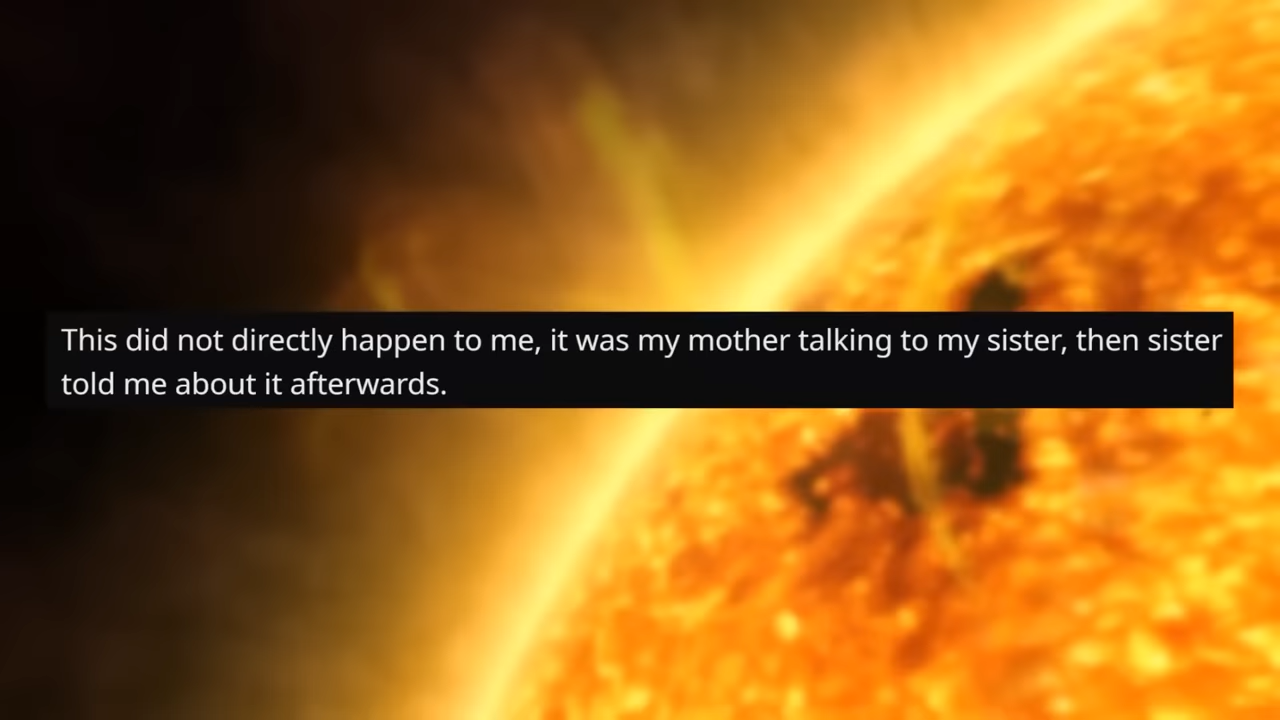 This did not directly happen to me, it was my mother talking to my sister, then sister
told me about it afterwards.